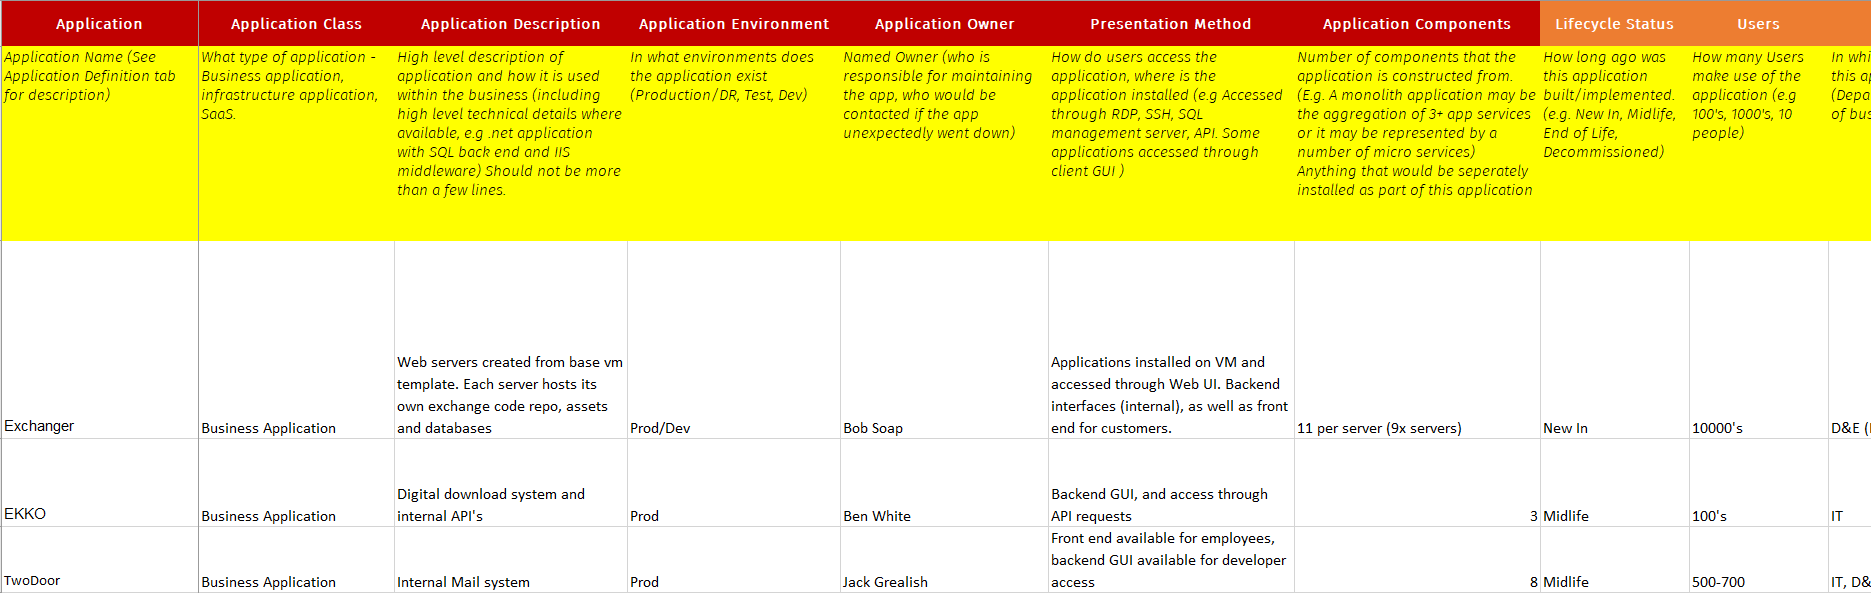 Application
Application Class
Application Description
Application Environment
Application Owner
Presentation Method
Application Components
Lifecycle Status
Users
Application Name (See
Application Definition tab
for description)
What type of application -
Business application,
infrastructure application,
SaaS.
High level description of
application and how it is used
within the business (including
high level technical details where
available, e.g .net application
with SQL back end and IIS
middleware) Should not be more
than a few lines.
In what environments does
the application exist
(Production/DR, Test, Dev)
Named Owner (who is
responsible for maintaining
the app, who would be
contacted if the app
unexpectedly went down)
How do users access the
application, where is the
application installed (e.g Accessed
through RDP, SSH, SQL
management server, API. Some
applications accessed through
client GUI )
Number of components that the
application is constructed from.
(E.g. A monolith application may be
the aggregation of 3+ app services
or it may be represented by a
number of micro services)
Anything that would be seperately
installed as part of this application
How long ago was
this application
built/implemented.
(e.g. New In, Midlife,
End of Life,
Decommissioned)
How many Users
make use of the
application (e.g
100's, 1000's, 10
people)
In whi
this ap
(Depa
of bus
Exchanger
Business Application
Web servers created from base vm
template. Each server hosts its
own exchange code repo, assets
and databases
Prod/Dev
Bob Soap
Applications installed on VM and
accessed through Web UI. Backend
interfaces (internal), as well as front
end for customers.
11 per server (9x servers)
New In
10000's
D&E (
EKKO
Business Application
Digital download system and
internal API's
Prod
Ben White
Backend GUI, and access through
API requests
3
Midlife
100's
IT
TwoDoor
Business Application
Internal Mail system
Prod
Jack Grealish
Front end available for employees,
backend GUI available for developer
access
8
Midlife
500-700
IT, D&